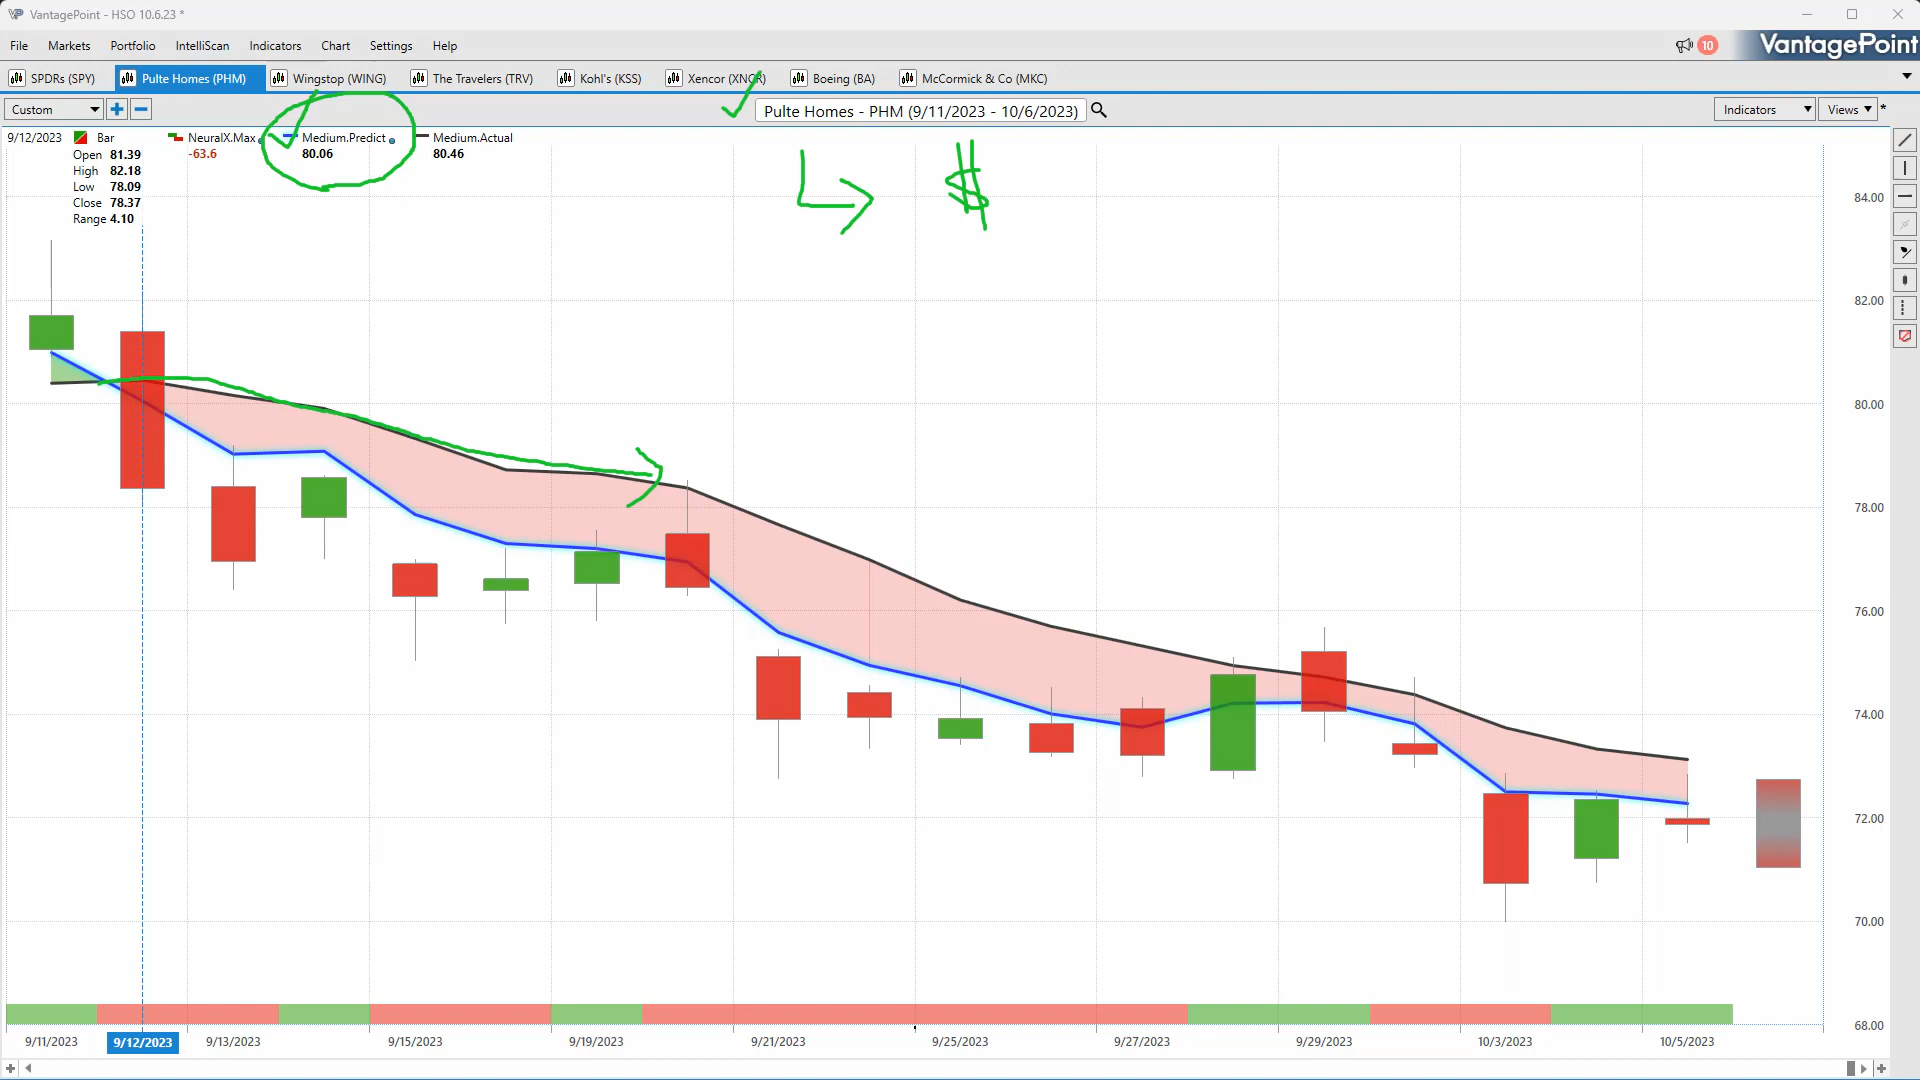 VantagePoint - HSO 10.6.23 *
File Markets Portfolio IntelliScan Indicators Chart Settings Help
10 VantagePoint
SPDRs (SPY) Pulte Homes (PHM) Wingstop (WING) The Travelers (TRV) Kohl's (KSS) Xencor (XNCR) Boeing (BA) McCormick & Co (MKC)
Custom Pulte Homes - PHM (9/11/2023 - 10/6/2023) Indicators Views *
9/12/2023 Bar NeuralX.Max Medium.Predict Medium.Actual
Open 81.39 -63.6 80.06 80.46
High 82.18
Low 78.09
Close 78.37
Range 4.10
$
84.00
82.00
80.00
78.00
76.00
74.00
72.00
70.00
68.00
9/11/2023 9/12/2023 9/13/2023 9/15/2023 9/19/2023 9/21/2023 9/25/2023 9/27/2023 9/29/2023 10/3/2023 10/5/2023